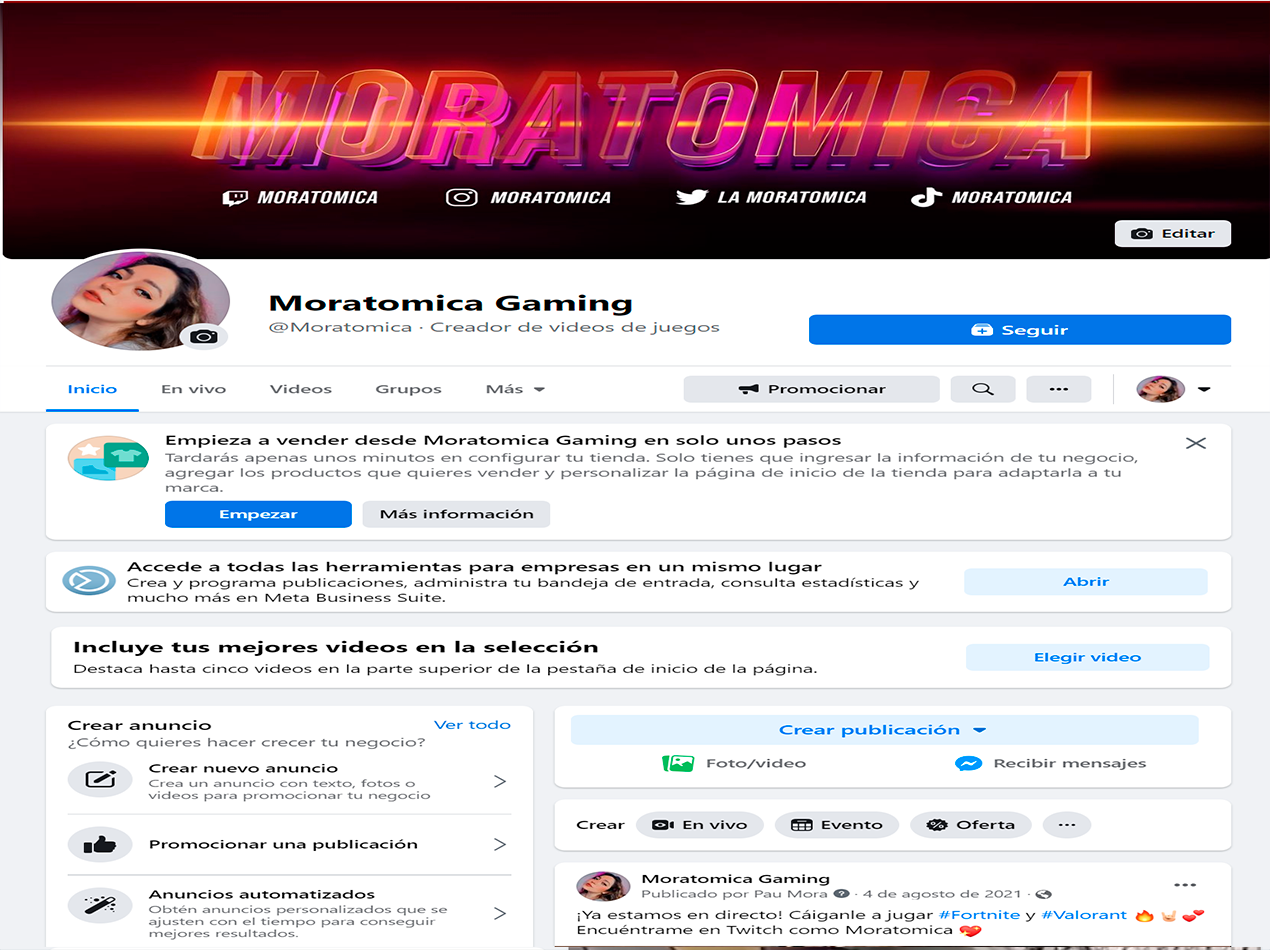 MORATOMICA
MORATOMICA
MORATOMICA
LA MORATOMICA
MORATOMICA
Editar
Moratomica Gaming
@Moratomica · Creador de videos de juegos
Seguir
Inicio
En vivo
Videos
Grupos
Más
Promocionar
Empieza a vender desde Moratomica Gaming en solo unos pasos
Tardarás apenas unos minutos en configurar tu tienda. Solo tienes que ingresar la información de tu negocio,
agregar los productos que quieres vender y personalizar la página de inicio de la tienda para adaptarla a tu
marca.
Empezar
Más información
Accede a todas las herramientas para empresas en un mismo lugar
Crea y programa publicaciones, administra tu bandeja de entrada, consulta estadísticas y
mucho más en Meta Business Suite.
Abrir
Incluye tus mejores videos en la selección
Destaca hasta cinco videos en la parte superior de la pestaña de inicio de la página.
Elegir video
Crear anuncio
Ver todo
¿Cómo quieres hacer crecer tu negocio?
Crear nuevo anuncio
Crea un anuncio con texto, fotos o
videos para promocionar tu negocio
Promocionar una publicación
Anuncios automatizados
Obtén anuncios personalizados que se
ajusten con el tiempo para conseguir
mejores resultados.
Crear publicación
Foto/video
Recibir mensajes
Crear
En vivo
Evento
Oferta
Moratomica Gaming
Publicado por Pau Mora · 4 de agosto de 2021 ·
¡Ya estamos en directo! Cáiganle a jugar #Fortnite y #Valorant 🔥 🤘🏻 💕
Encuéntrame en Twitch como Moratomica 💖